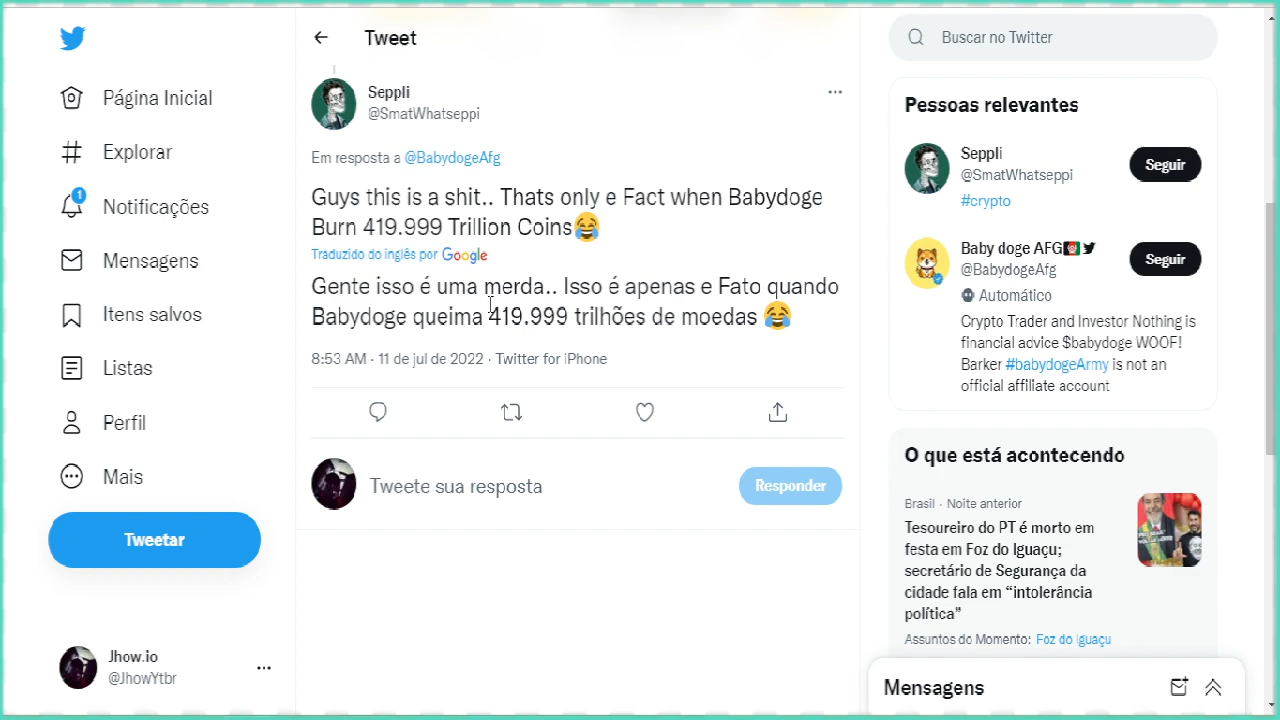 Página Inicial
Explorar
1
Notificações
Mensagens
Itens salvos
Listas
Perfil
Mais
Tweetar
Jhow.io
@JhowYtbr
Tweet
Seppli
@SmatWhatseppi
Em resposta a @BabydogeAfg
Guys this is a shit.. Thats only e Fact when Babydoge
Burn 419.999 Trillion Coins😂
Traduzido do inglês por Google
Gente isso é uma merda.. Isso é apenas e Fato quando
Babydoge queima 419.999 trilhões de moedas 😂
8:53 AM · 11 de jul de 2022 · Twitter for iPhone
Tweete sua resposta
Responder
Buscar no Twitter
Pessoas relevantes
Seppli
@SmatWhatseppi
Seguir
#crypto
Baby doge AFG🇦🇫
@BabydogeAfg
Seguir
Automático
Crypto Trader and Investor Nothing is
financial advice $babydoge WOOF!
Barker #babydogeArmy is not an
official affiliate account
O que está acontecendo
Brasil · Noite anterior
Tesoureiro do PT é morto em
festa em Foz do Iguaçu;
secretário de Segurança da
cidade fala em “intolerância
política”
Assuntos do Momento: Foz do Iguaçu
Mensagens